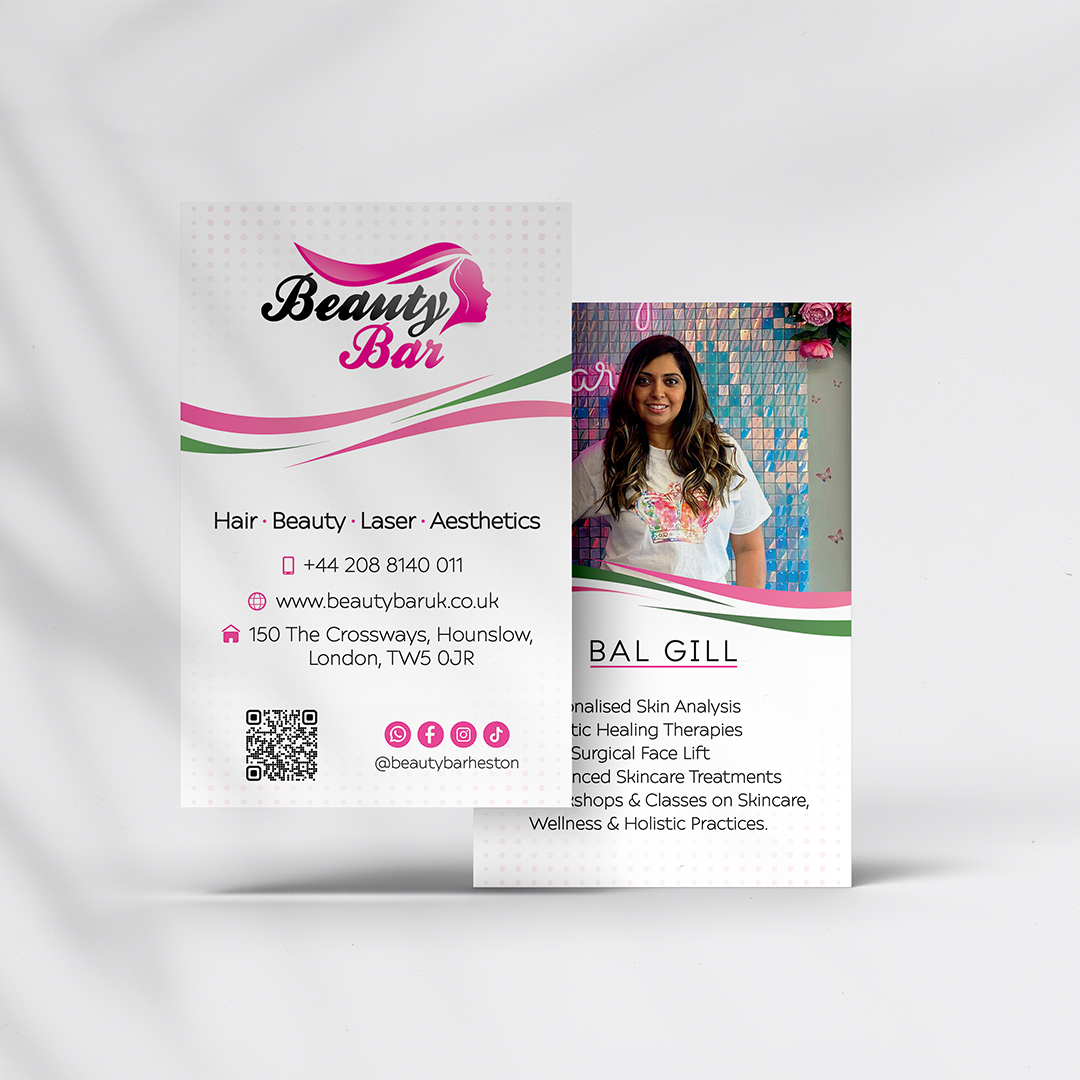 Beauty
Bar
Hair · Beauty · Laser · Aesthetics
+44 208 8140 011
www.beautybaruk.co.uk
150 The Crossways, Hounslow,
London, TW5 0JR
@beautybarheston
ar
BAL GILL
onalised Skin Analysis
tic Healing Therapies
Surgical Face Lift
nced Skincare Treatments
kshops & Classes on Skincare,
Wellness & Holistic Practices.